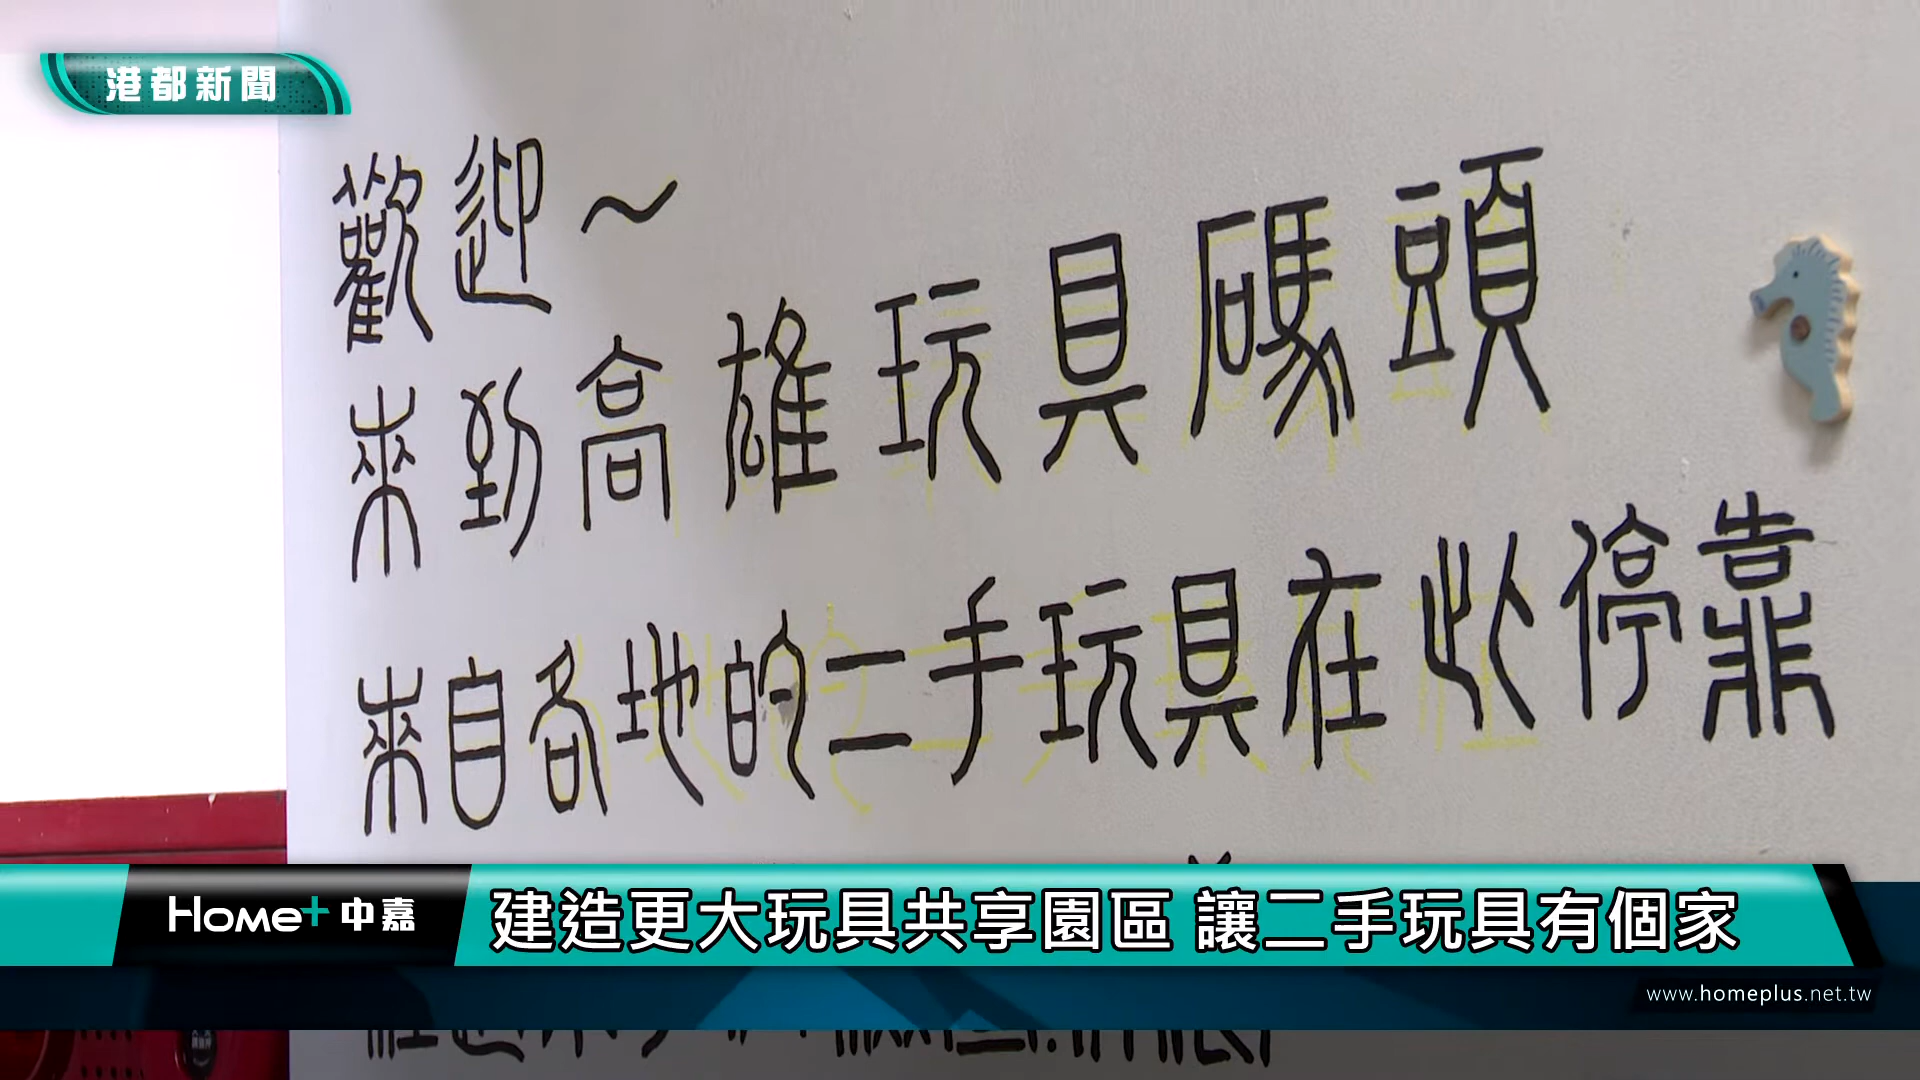 港都新聞
歡迎～
來到高雄玩具碼頭
來自各地的二手玩具在此停靠
Home+ 中嘉
建造更大玩具共享園區 讓二手玩具有個家
www.homeplus.net.tw